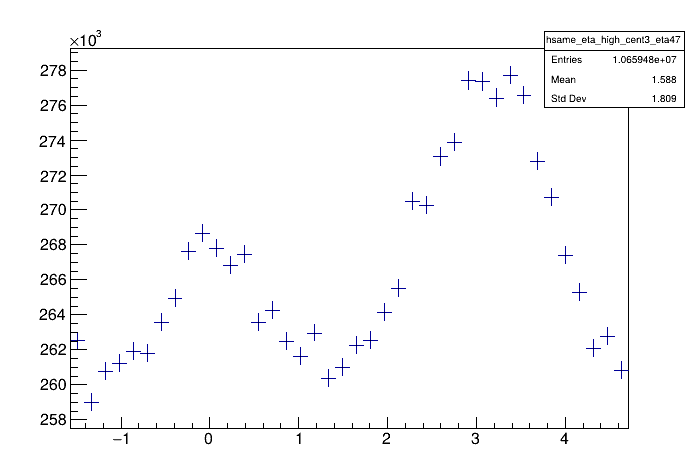 ×10³
hsame_eta_high_cent3_eta47
Entries 1.065948e+07
Mean 1.588
Std Dev 1.809
278
276
274
272
270
268
266
264
262
260
258
−1 0 1 2 3 4